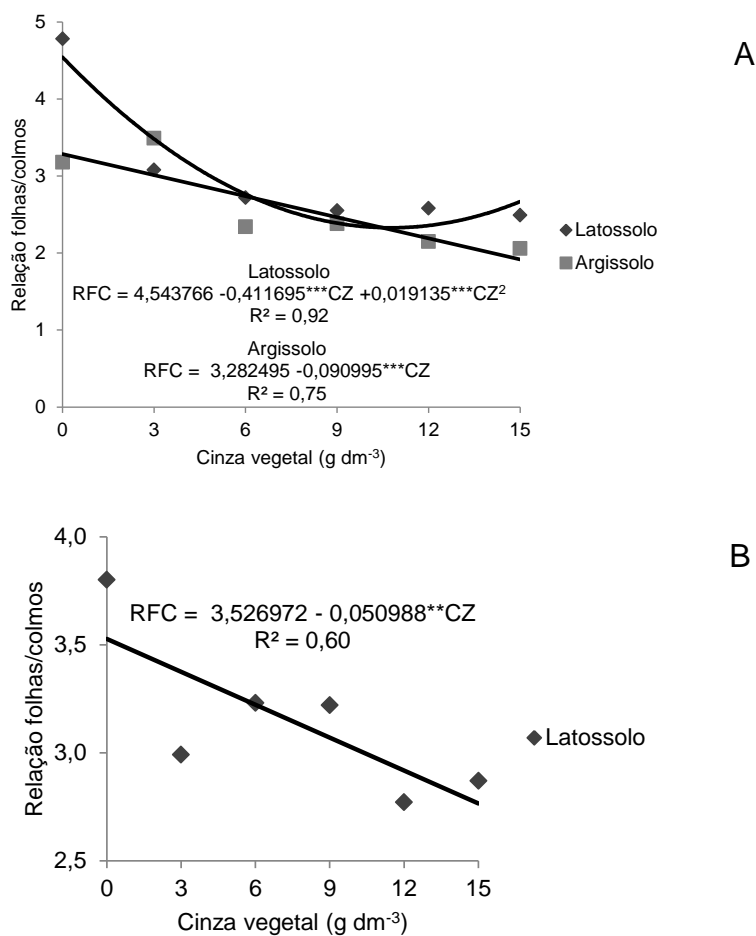 A
5
4
3
2
1
0
Relação folhas/colmos
Latossolo
Argissolo
Latossolo
RFC = 4,543766 -0,411695***CZ +0,019135***CZ²
R² = 0,92
Argissolo
RFC = 3,282495 -0,090995***CZ
R² = 0,75
0 3 6 9 12 15
Cinza vegetal (g dm⁻³)
B
4,0
3,5
3,0
2,5
Relação folhas/colmos
RFC = 3,526972 - 0,050988**CZ
R² = 0,60
Latossolo
0 3 6 9 12 15
Cinza vegetal (g dm⁻³)